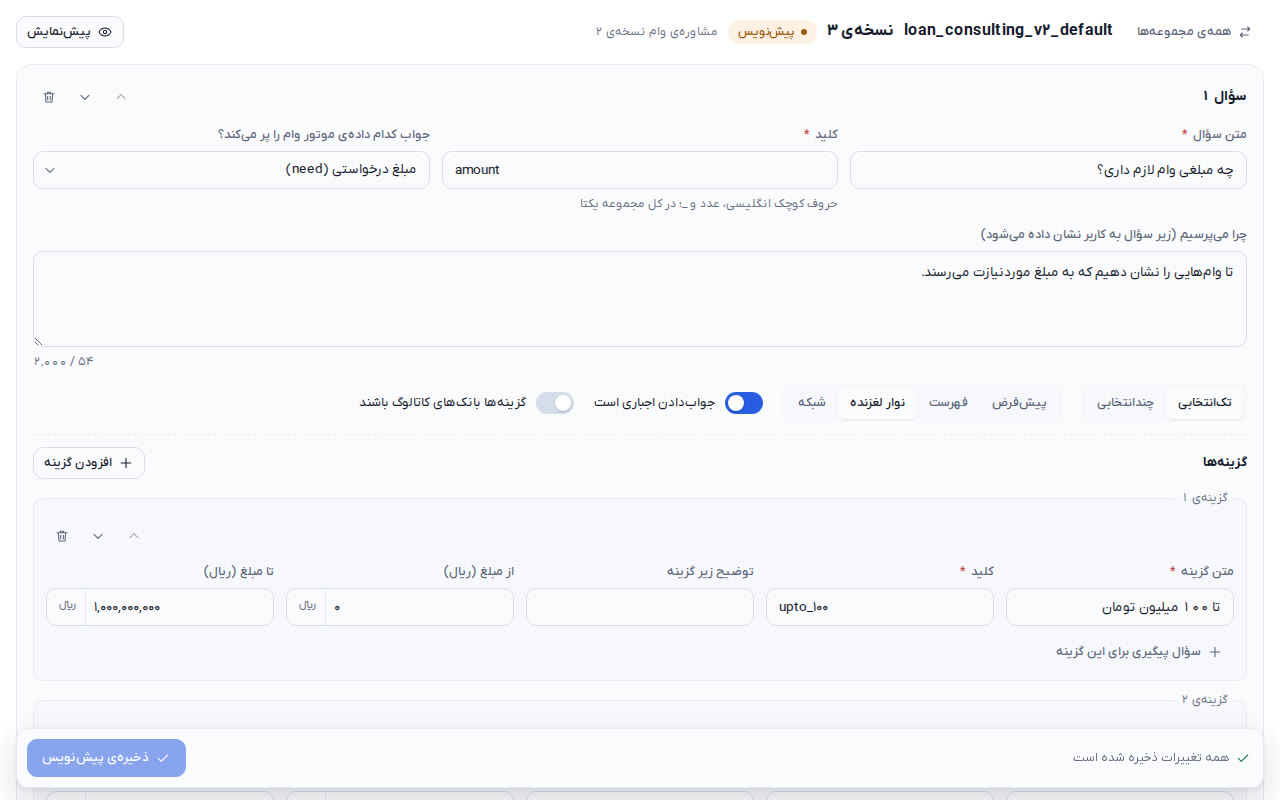 همه‌ی مجموعه‌ها
loan_consulting_v2_default نسخه‌ی ۳ پیش‌نویس مشاوره‌ی وام نسخه‌ی ۲
پیش‌نمایش
سؤال ۱
متن سؤال * کلید * جواب کدام داده‌ی موتور وام را پر می‌کند؟
چه مبلغی وام لازم داری؟ amount مبلغ درخواستی (need)
حروف کوچک انگلیسی، عدد و _؛ در کل مجموعه یکتا
چرا می‌پرسیم (زیر سؤال به کاربر نشان داده می‌شود)
تا وام‌هایی را نشان دهیم که به مبلغ موردنیازت می‌رسند.
۵۴ / ۲,۰۰۰
تک‌انتخابی چندانتخابی پیش‌فرض فهرست نوار لغزنده شبکه جواب‌دادن اجباری است گزینه‌ها بانک‌های کاتالوگ باشند
گزینه‌ها افزودن گزینه
گزینه‌ی ۱
متن گزینه * کلید * توضیح زیر گزینه از مبلغ (ریال) تا مبلغ (ریال)
تا ۱۰۰ میلیون تومان upto_۱۰۰ ۰ ریال ۱,۰۰۰,۰۰۰,۰۰۰ ریال
سؤال پیگیری برای این گزینه
گزینه‌ی ۲
همه تغییرات ذخیره شده است ذخیره‌ی پیش‌نویس